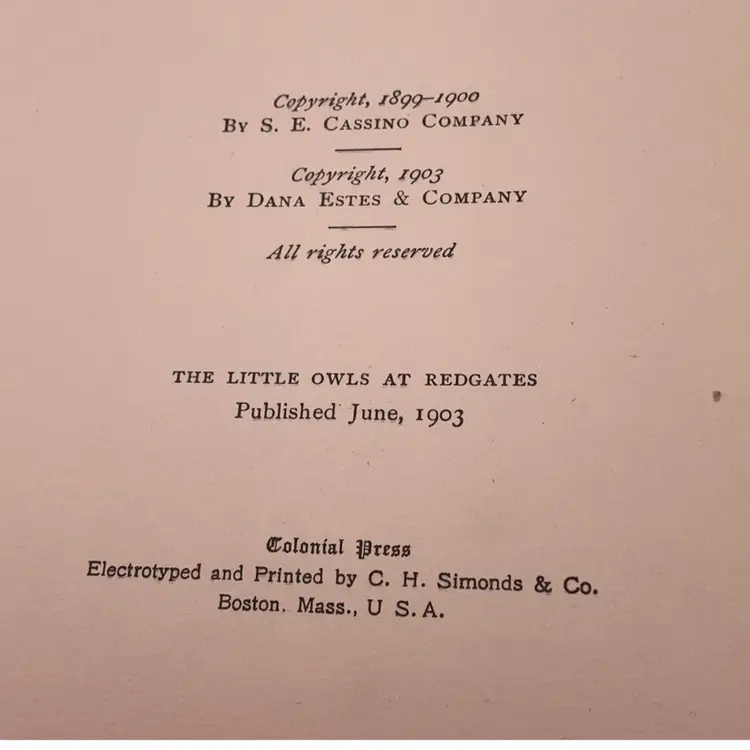 Copyright, 1899–1900
By S. E. Cassino Company
Copyright, 1903
By Dana Estes & Company
All rights reserved
THE LITTLE OWLS AT REDGATES
Published June, 1903
Colonial Press
Electrotyped and Printed by C. H. Simonds & Co.
Boston. Mass., U S. A.